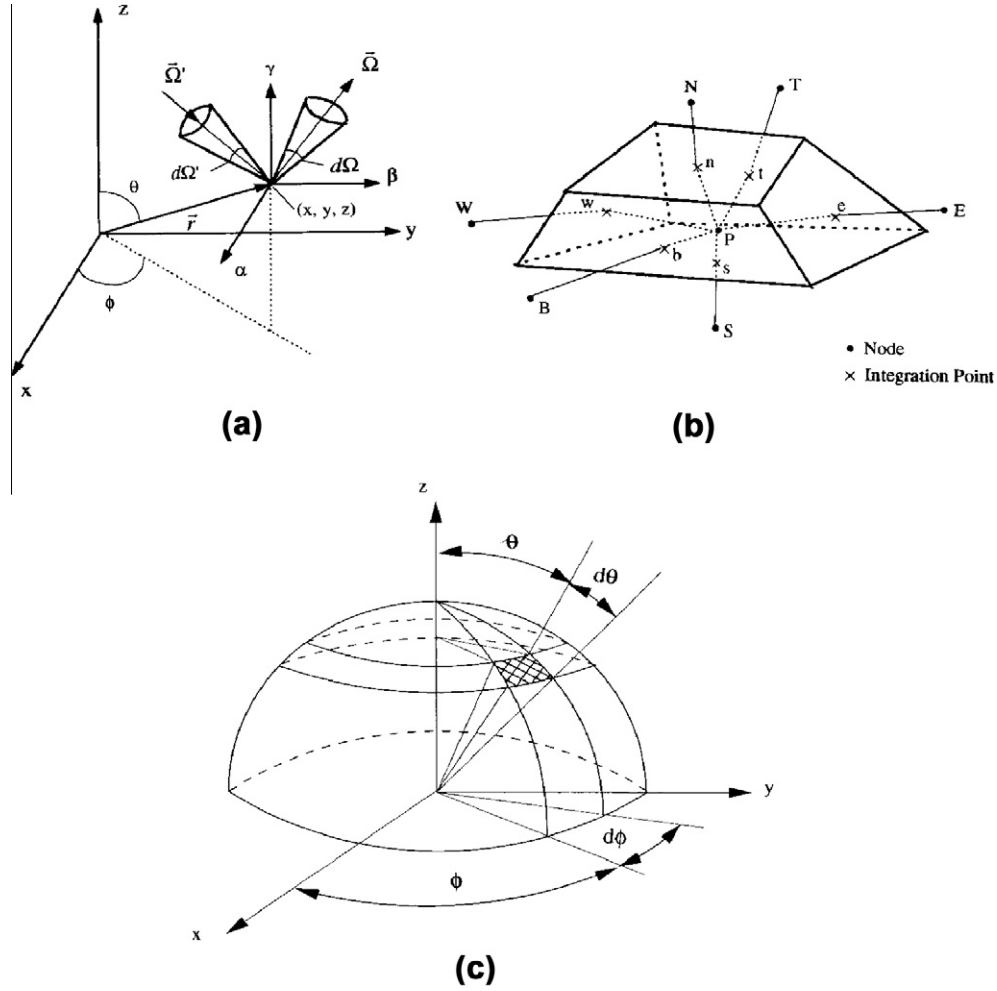 z
γ
Ω⃗'
Ω⃗
dΩ'
dΩ
θ
β
(x, y, z)
r⃗
y
α
ϕ
x
(a)
N
T
n
t
W
w
e
E
P
b
s
B
S
• Node
× Integration Point
(b)
z
θ
dθ
y
dϕ
ϕ
x
(c)